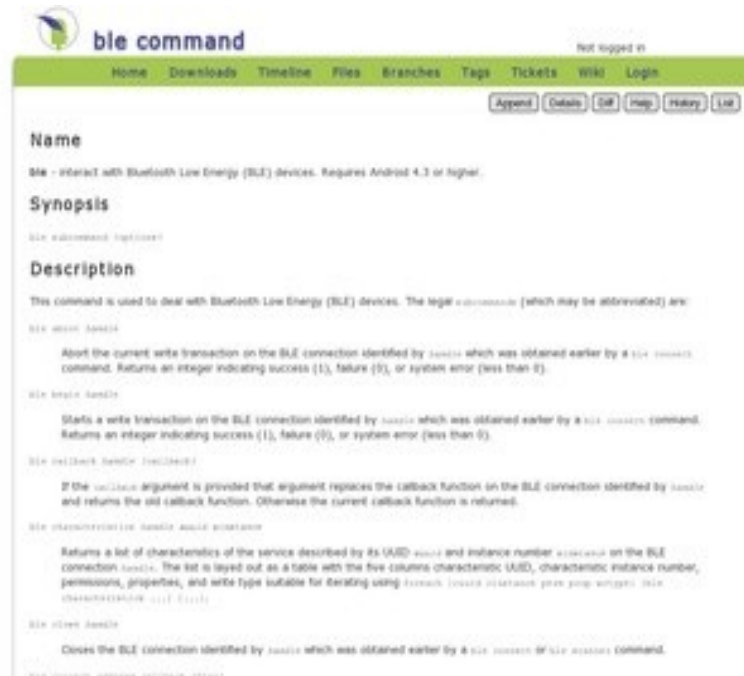 ble command
Not logged in
Home Downloads Timeline Files Branches Tags Tickets Wiki Login
Append Details Diff Help History List
Name
ble - interact with Bluetooth Low Energy (BLE) devices. Requires Android 4.3 or higher.
Synopsis
ble subcommand
Description
This command is used to deal with Bluetooth Low Energy (BLE) devices. The legal subcommands (which may be abbreviated) are:
ble abort handle
Abort the current write transaction on the BLE connection identified by handle which was obtained earlier by a ble connect
command. Returns an integer indicating success (1), failure (0), or system error (less than 0).
ble begin handle
Starts a write transaction on the BLE connection identified by handle which was obtained earlier by a ble connect command.
Returns an integer indicating success (1), failure (0), or system error (less than 0).
ble callback handle
If the callback argument is provided that argument replaces the callback function on the BLE connection identified by handle
and returns the old callback function. Otherwise the current callback function is returned.
ble characteristics handle
Returns a list of characteristics of the service described by its UUID and instance number on the BLE
connection handle. The list is layed out as a table with the five columns characteristic UUID, characteristic instance number,
permissions, properties, and write type suitable for iterating using foreach
ble close handle
Closes the BLE connection identified by handle which was obtained earlier by a ble connect or ble command.